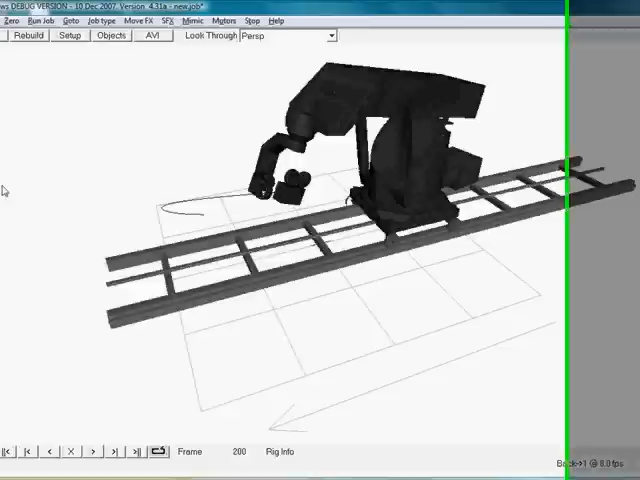 ws DEBUG VERSION - 10 Dec 2007. Version 4.31a - new.job*
Zero Run Job Goto Job type Move FX SFX Mimic Motors Stop Help
Rebuild Setup Objects AVI Look Through Persp
||< |< < X > >| >|| Frame 200 Rig Info
Back->1 @ 8.0 fps